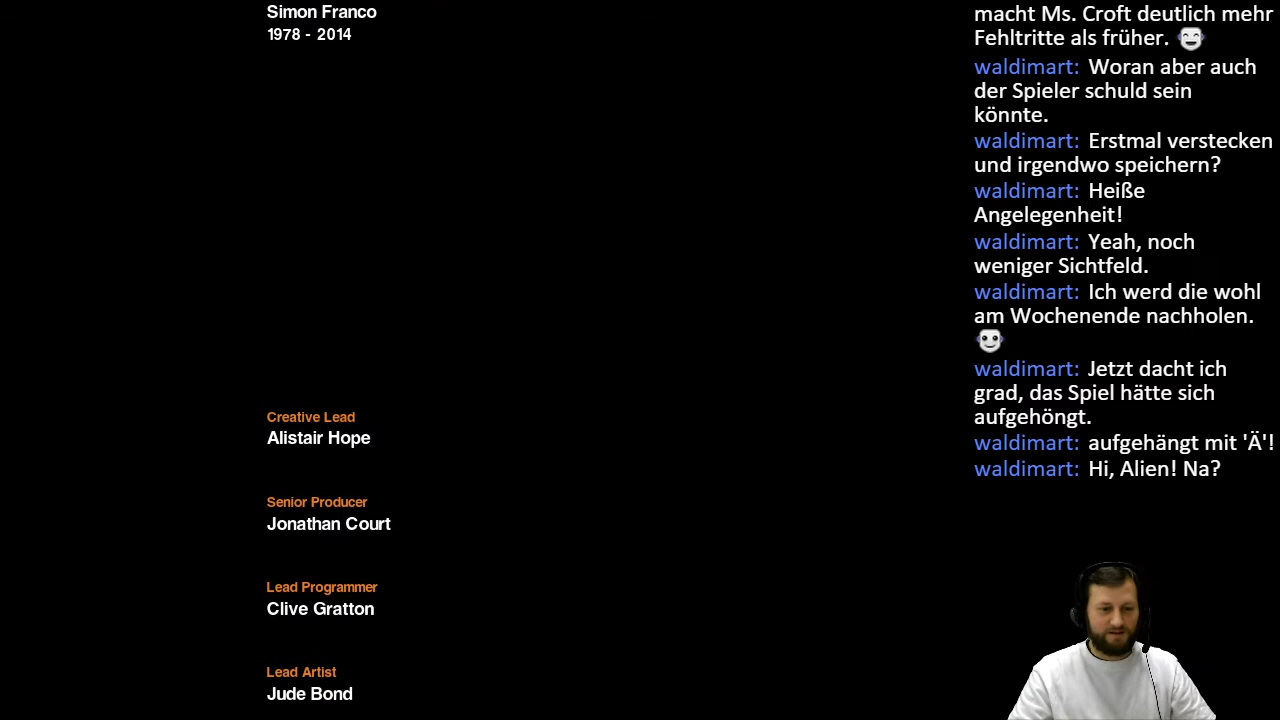 Simon Franco
1978 - 2014
Creative Lead
Alistair Hope
Senior Producer
Jonathan Court
Lead Programmer
Clive Gratton
Lead Artist
Jude Bond
macht Ms. Croft deutlich mehr
Fehltritte als früher.
waldimart: Woran aber auch
der Spieler schuld sein
könnte.
waldimart: Erstmal verstecken
und irgendwo speichern?
waldimart: Heiße
Angelegenheit!
waldimart: Yeah, noch
weniger Sichtfeld.
waldimart: Ich werd die wohl
am Wochenende nachholen.
waldimart: Jetzt dacht ich
grad, das Spiel hätte sich
aufgehöngt.
waldimart: aufgehängt mit 'Ä'!
waldimart: Hi, Alien! Na?